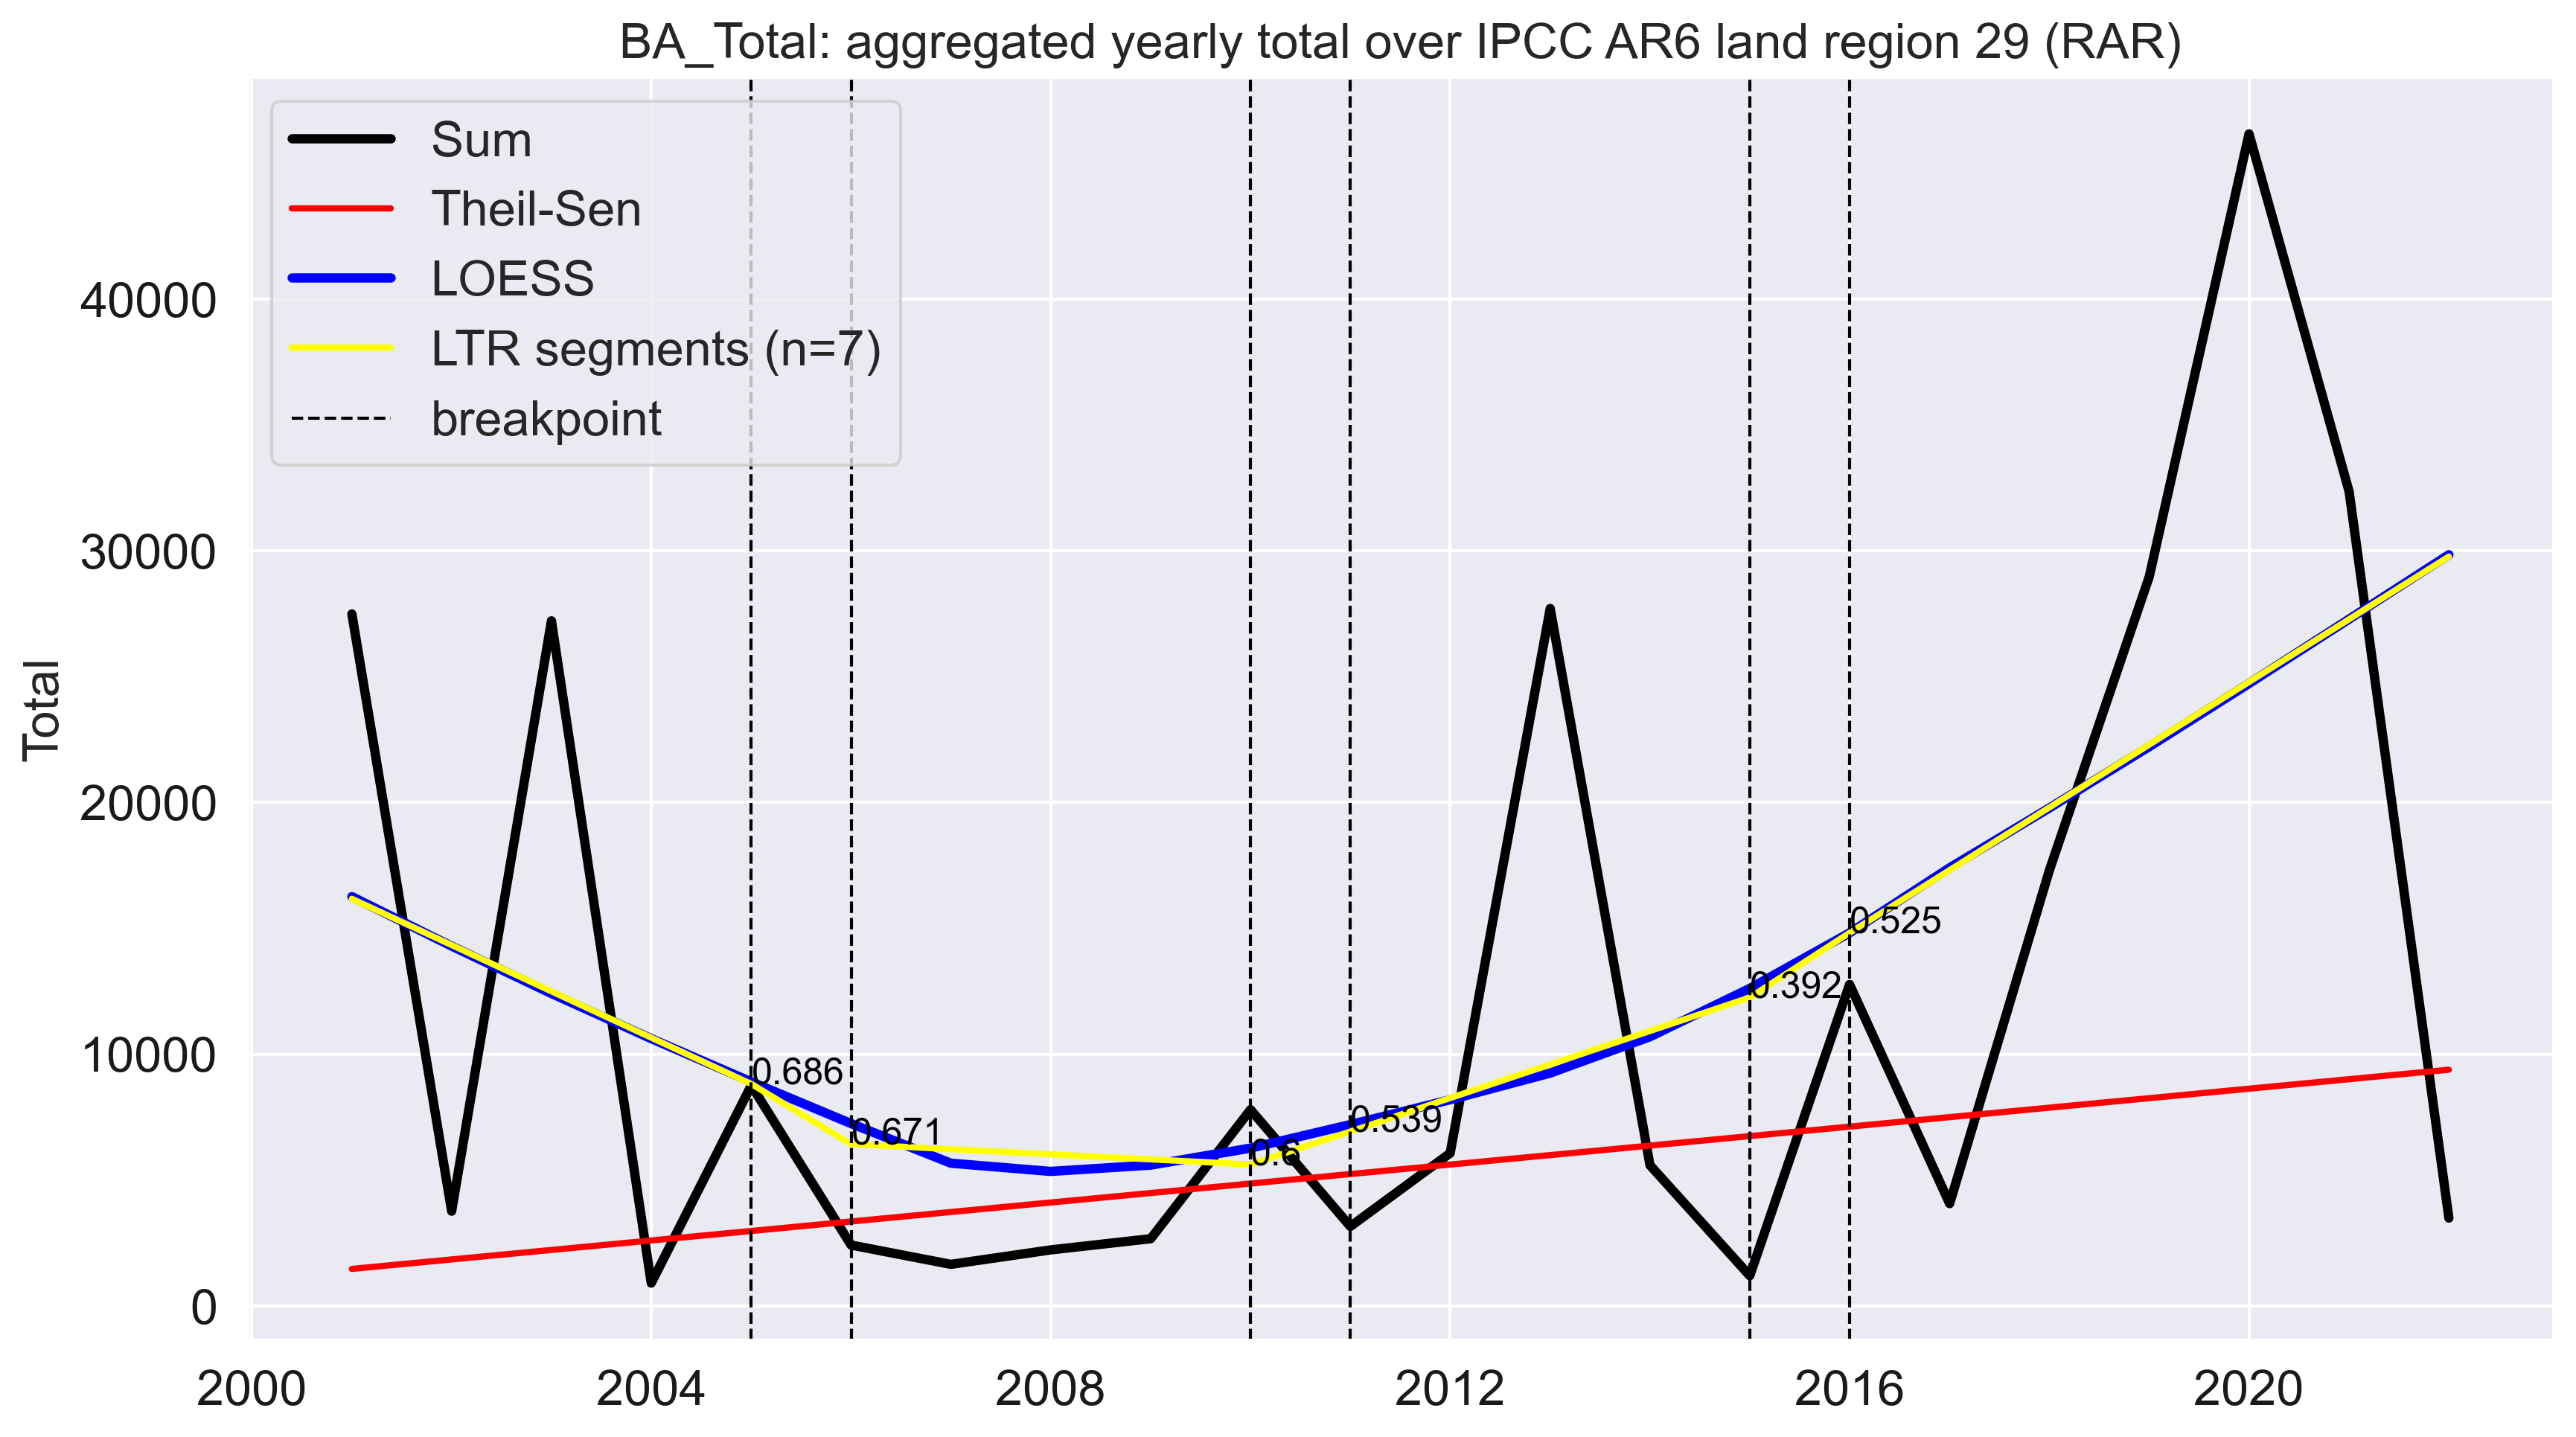 BA_Total: aggregated yearly total over IPCC AR6 land region 29 (RAR)
Sum
Theil-Sen
LOESS
LTR segments (n=7)
breakpoint
Total
40000
30000
20000
10000
0
0.686
0.671
0.6
0.539
0.392
0.525
2000
2004
2008
2012
2016
2020